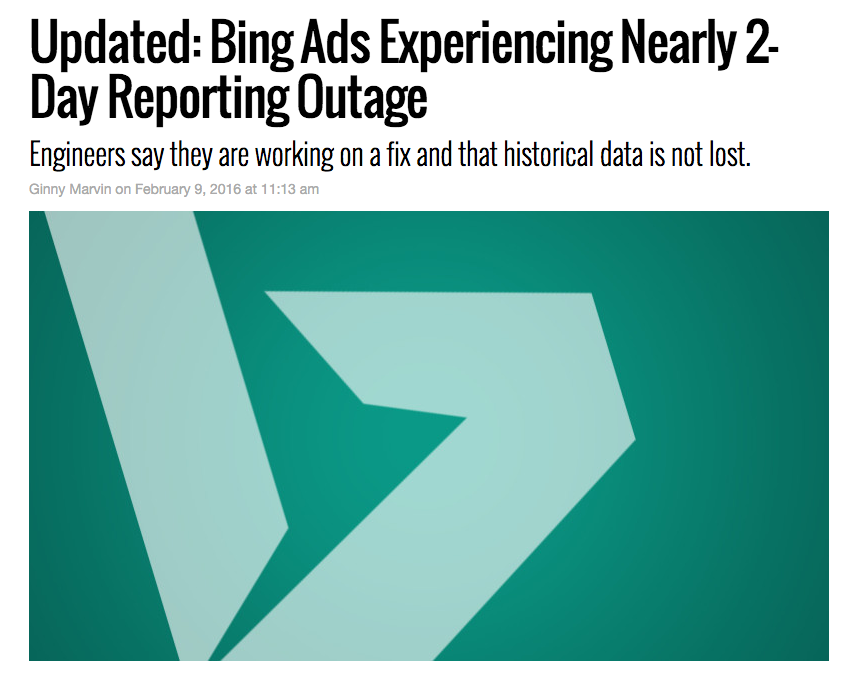 Updated: Bing Ads Experiencing Nearly 2-
Day Reporting Outage
Engineers say they are working on a fix and that historical data is not lost.
Ginny Marvin on February 9, 2016 at 11:13 am